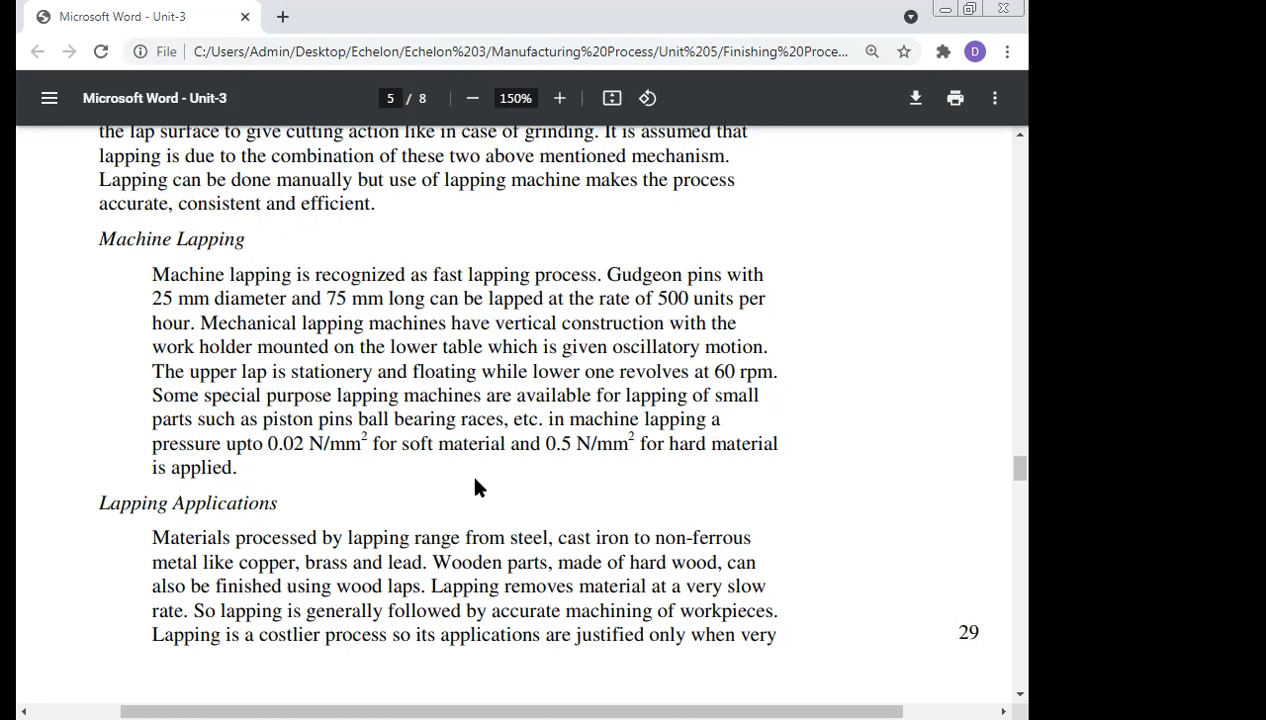 Microsoft Word - Unit-3
File
C:/Users/Admin/Desktop/Echelon/Echelon%203/Manufacturing%20Process/Unit%205/Finishing%20Proce...
D
Microsoft Word - Unit-3
5 / 8
150%
the lap surface to give cutting action like in case of grinding. It is assumed that
lapping is due to the combination of these two above mentioned mechanism.
Lapping can be done manually but use of lapping machine makes the process
accurate, consistent and efficient.
Machine Lapping
Machine lapping is recognized as fast lapping process. Gudgeon pins with
25 mm diameter and 75 mm long can be lapped at the rate of 500 units per
hour. Mechanical lapping machines have vertical construction with the
work holder mounted on the lower table which is given oscillatory motion.
The upper lap is stationery and floating while lower one revolves at 60 rpm.
Some special purpose lapping machines are available for lapping of small
parts such as piston pins ball bearing races, etc. in machine lapping a
pressure upto 0.02 N/mm² for soft material and 0.5 N/mm² for hard material
is applied.
Lapping Applications
Materials processed by lapping range from steel, cast iron to non-ferrous
metal like copper, brass and lead. Wooden parts, made of hard wood, can
also be finished using wood laps. Lapping removes material at a very slow
rate. So lapping is generally followed by accurate machining of workpieces.
Lapping is a costlier process so its applications are justified only when very
29